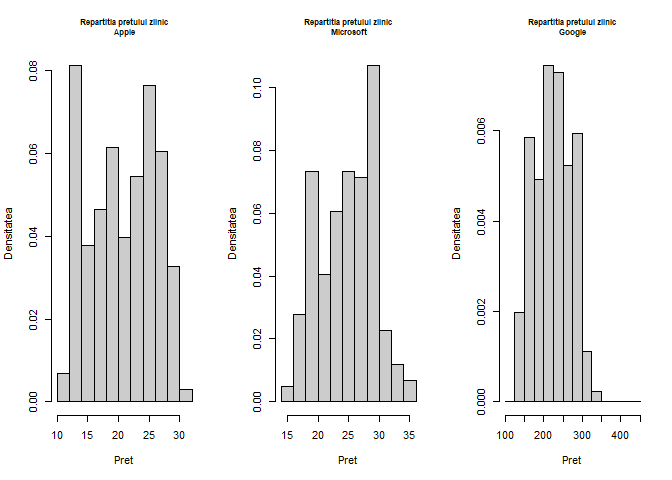 Repartitia pretului zilnic
Apple
Densitatea
0.00
0.02
0.04
0.06
0.08
10
15
20
25
30
Pret
Repartitia pretului zilnic
Microsoft
Densitatea
0.00
0.02
0.04
0.06
0.08
0.10
15
20
25
30
35
Pret
Repartitia pretului zilnic
Google
Densitatea
0.000
0.002
0.004
0.006
100
200
300
400
Pret